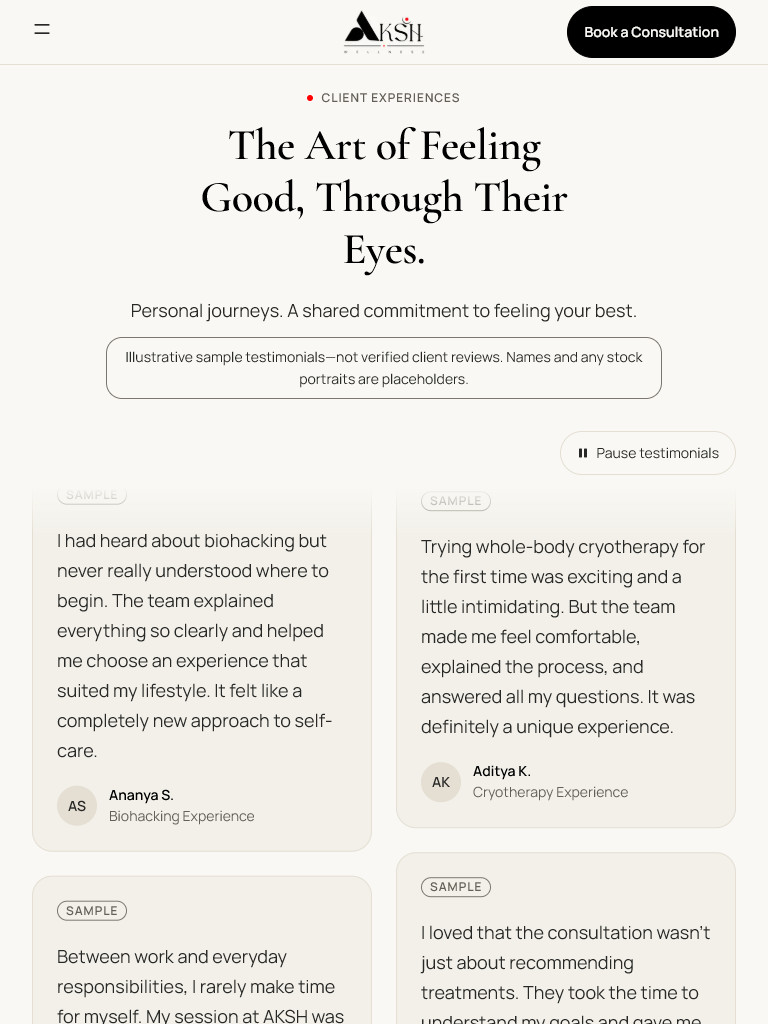 AKSH
WELLNESS
Book a Consultation
CLIENT EXPERIENCES
The Art of Feeling
Good, Through Their
Eyes.
Personal journeys. A shared commitment to feeling your best.
Illustrative sample testimonials—not verified client reviews. Names and any stock
portraits are placeholders.
Pause testimonials
SAMPLE
I had heard about biohacking but
never really understood where to
begin. The team explained
everything so clearly and helped
me choose an experience that
suited my lifestyle. It felt like a
completely new approach to self-
care.
AS
Ananya S.
Biohacking Experience
SAMPLE
Between work and everyday
responsibilities, I rarely make time
for myself. My session at AKSH was
SAMPLE
Trying whole-body cryotherapy for
the first time was exciting and a
little intimidating. But the team
made me feel comfortable,
explained the process, and
answered all my questions. It was
definitely a unique experience.
AK
Aditya K.
Cryotherapy Experience
SAMPLE
I loved that the consultation wasn't
just about recommending
treatments. They took the time to
understand my goals and gave me